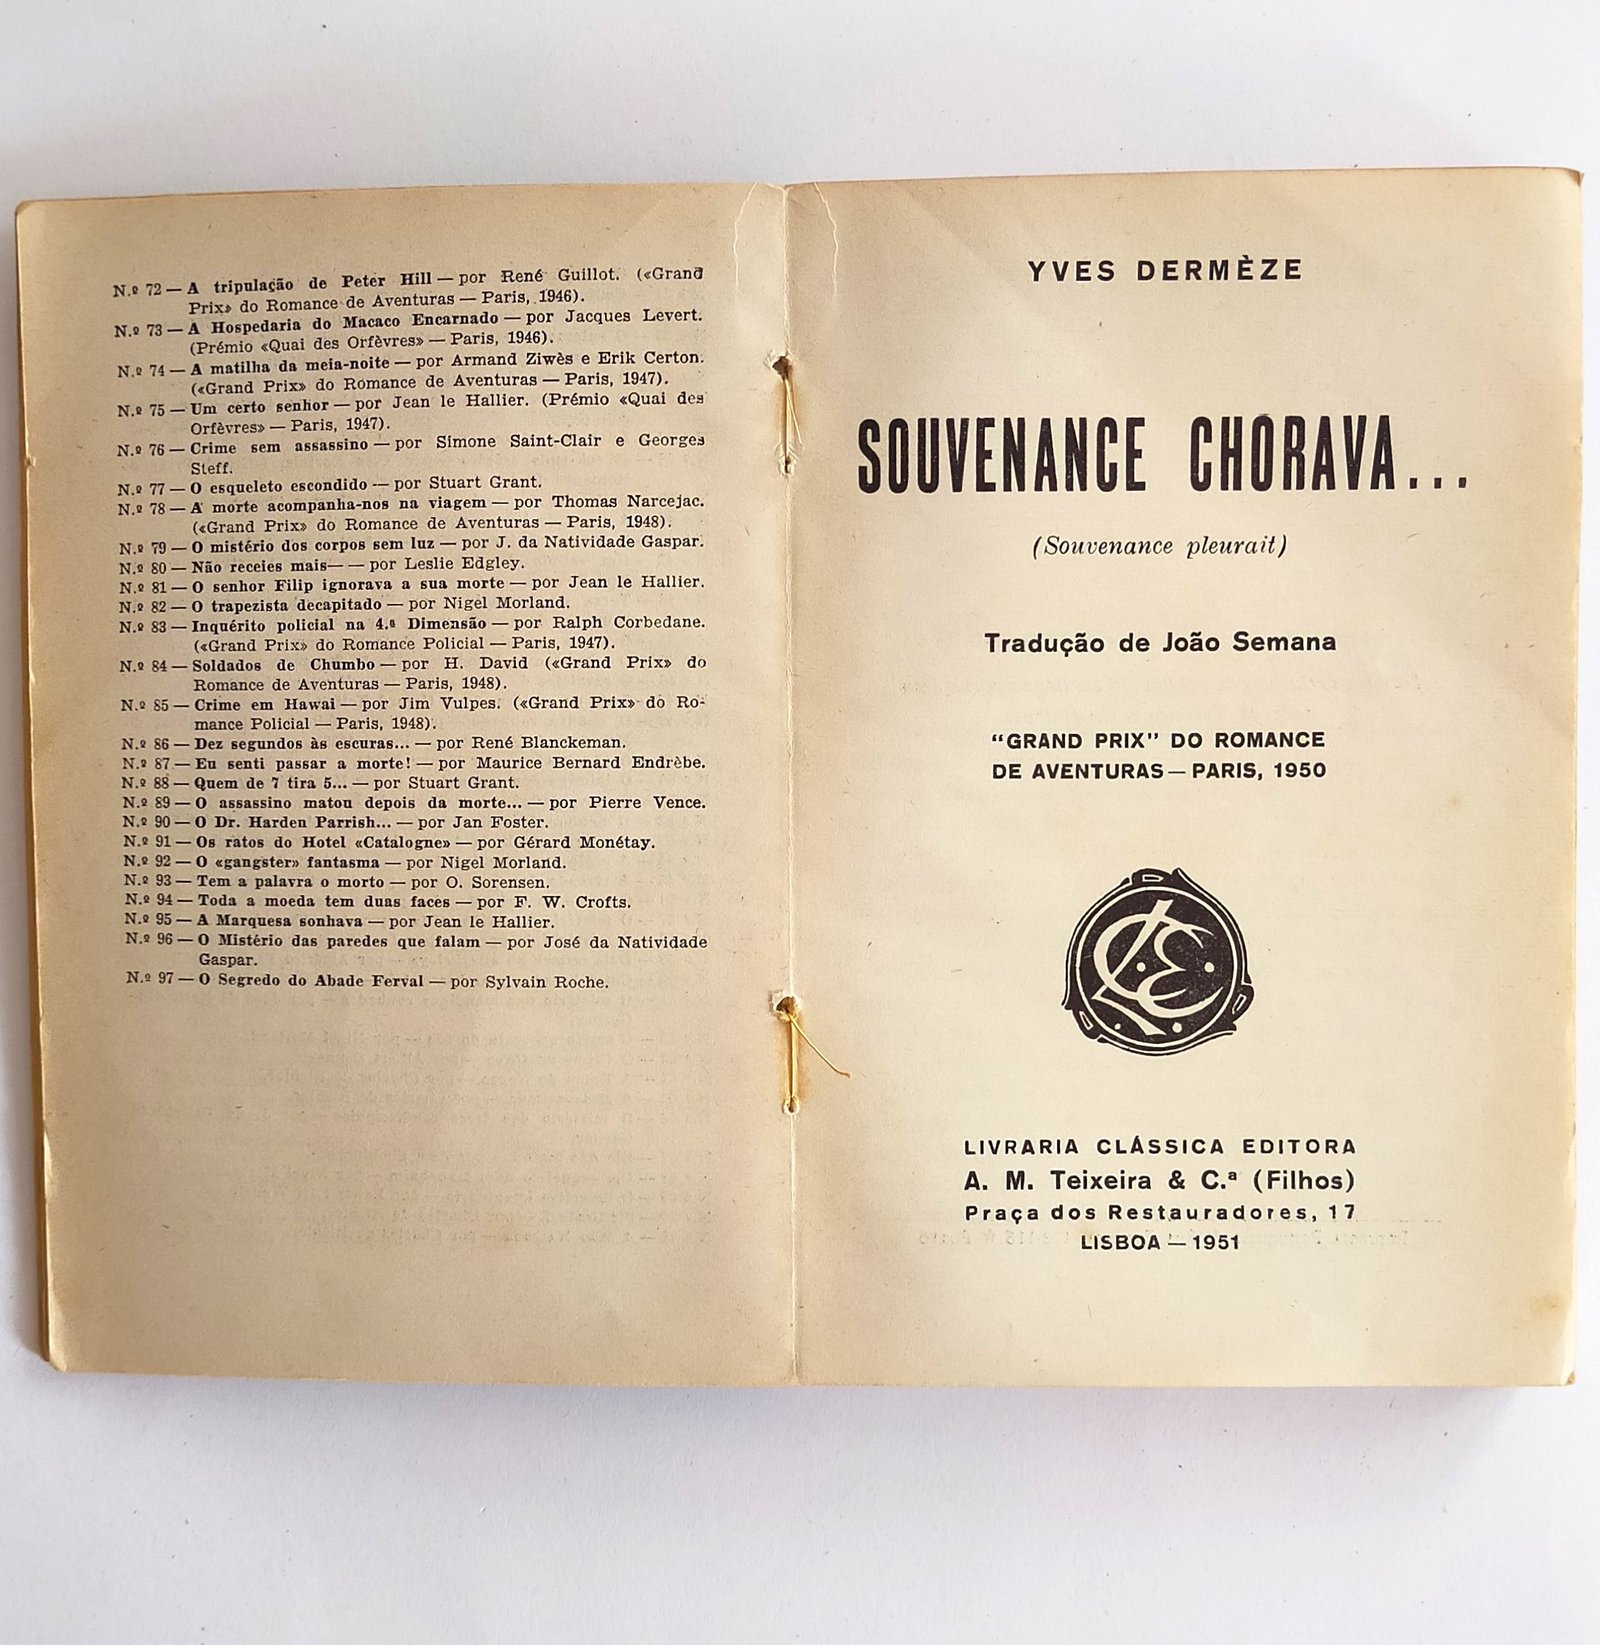 N.º 72 — A tripulação de Peter Hill — por René Guillot. («Grand
Prix» do Romance de Aventuras — Paris, 1946).
N.º 73 — A Hospedaria do Macaco Encarnado — por Jacques Levert.
(Prémio «Quai des Orfèvres» — Paris, 1946).
N.º 74 — A matilha da meia-noite — por Armand Ziwès e Erik Certon.
(«Grand Prix» do Romance de Aventuras — Paris, 1947).
N.º 75 — Um certo senhor — por Jean le Hallier. (Prémio «Quai des
Orfèvres» — Paris, 1947).
N.º 76 — Crime sem assassino — por Simone Saint-Clair e Georges
Steff.
N.º 77 — O esqueleto escondido — por Stuart Grant.
N.º 78 — A morte acompanha-nos na viagem — por Thomas Narcejac.
(«Grand Prix» do Romance de Aventuras — Paris, 1948).
N.º 79 — O mistério dos corpos sem luz — por J. da Natividade Gaspar.
N.º 80 — Não receies mais— — por Leslie Edgley.
N.º 81 — O senhor Filip ignorava a sua morte — por Jean le Hallier.
N.º 82 — O trapezista decapitado — por Nigel Morland.
N.º 83 — Inquérito policial na 4.ª Dimensão — por Ralph Corbedane.
(«Grand Prix» do Romance Policial — Paris, 1947).
N.º 84 — Soldados de Chumbo — por H. David («Grand Prix» do
Romance de Aventuras — Paris, 1948).
N.º 85 — Crime em Hawai — por Jim Vulpes. («Grand Prix» do Ro-
mance Policial — Paris, 1948).
N.º 86 — Dez segundos às escuras... — por René Blanckeman.
N.º 87 — Eu senti passar a morte! — por Maurice Bernard Endrèbe.
N.º 88 — Quem de 7 tira 5... — por Stuart Grant.
N.º 89 — O assassino matou depois da morte... — por Pierre Vence.
N.º 90 — O Dr. Harden Parrish... — por Jan Foster.
N.º 91 — Os ratos do Hotel «Catalogne» — por Gérard Monétay.
N.º 92 — O «gangster» fantasma — por Nigel Morland.
N.º 93 — Tem a palavra o morto — por O. Sorensen.
N.º 94 — Toda a moeda tem duas faces — por F. W. Crofts.
N.º 95 — A Marquesa sonhava — por Jean le Hallier.
N.º 96 — O Mistério das paredes que falam — por José da Natividade
Gaspar.
N.º 97 — O Segredo do Abade Ferval — por Sylvain Roche.
YVES DERMÈZE
SOUVENANCE CHORAVA...
(Souvenance pleurait)
Tradução de João Semana
"GRAND PRIX" DO ROMANCE
DE AVENTURAS — PARIS, 1950
LCE
LIVRARIA CLÁSSICA EDITORA
A. M. Teixeira & C.ª (Filhos)
Praça dos Restauradores, 17
LISBOA — 1951